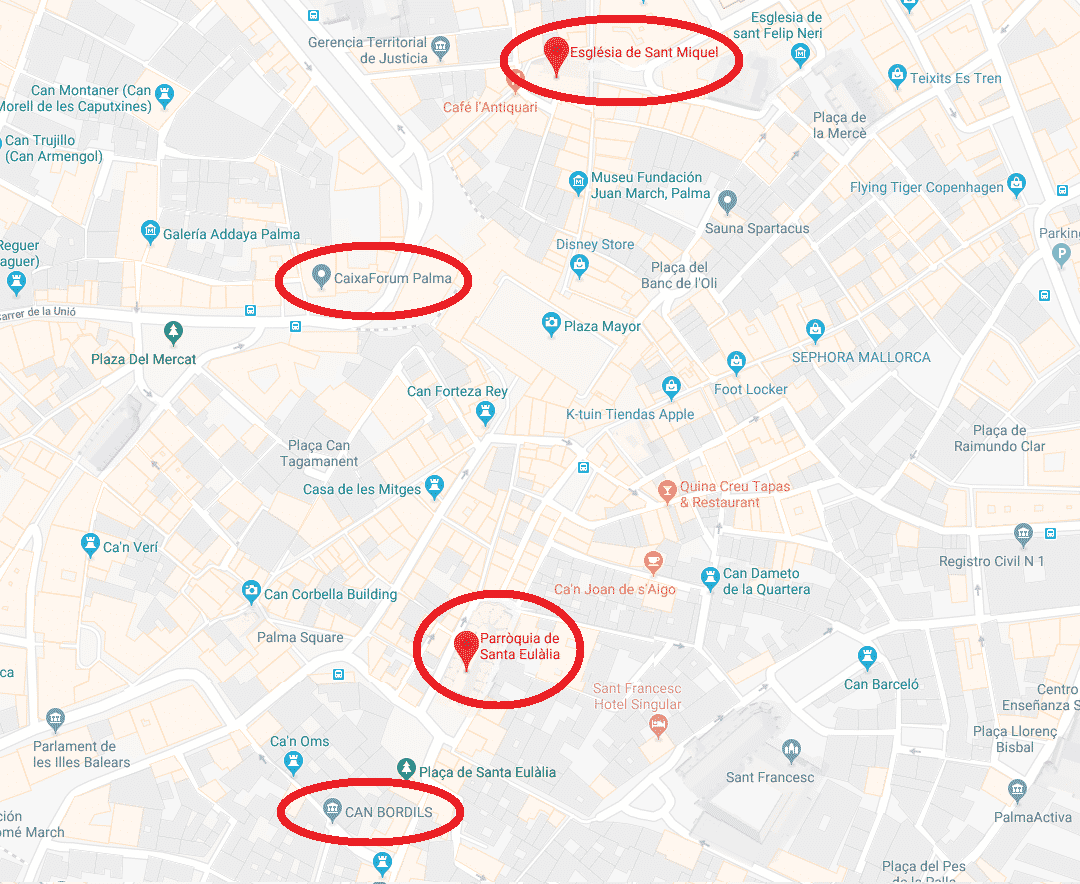 Esglesia de
sant Felip Neri
Gerencia Territorial
de Justicia
Església de Sant Miquel
Teixits Es Tren
Can Montaner (Can
Morell de les Caputxines)
Café l'Antiquari
Plaça de
la Mercè
Can Trujillo
(Can Armengol)
Museu Fundación
Juan March, Palma
Flying Tiger Copenhagen
Sauna Spartacus
Galería Addaya Palma
Parking
P
Reguer
aguer)
Disney Store
CaixaForum Palma
Plaça del
Banc de l'Oli
carrer de la Unió
Plaza Mayor
Plaza Del Mercat
SEPHORA MALLORCA
Can Forteza Rey
Foot Locker
K-tuin Tiendas Apple
Plaça Can
Tagamanent
Plaça de
Raimundo Clar
Casa de les Mitges
Quina Creu Tapas
& Restaurant
Ca'n Verí
Registro Civil N 1
Can Corbella Building
Ca'n Joan de s'Aigo
Can Dameto
de la Quartera
Palma Square
Parròquia de
Santa Eulàlia
ca
Can Barceló
Sant Francesc
Hotel Singular
Centro
Enseñanza S
Parlament de
les Illes Balears
Ca'n Oms
Plaça Llorenç
Bisbal
Plaça de Santa Eulàlia
Sant Francesc
CAN BORDILS
ción
omé March
PalmaActiva
Plaça del Pes
de la Palla